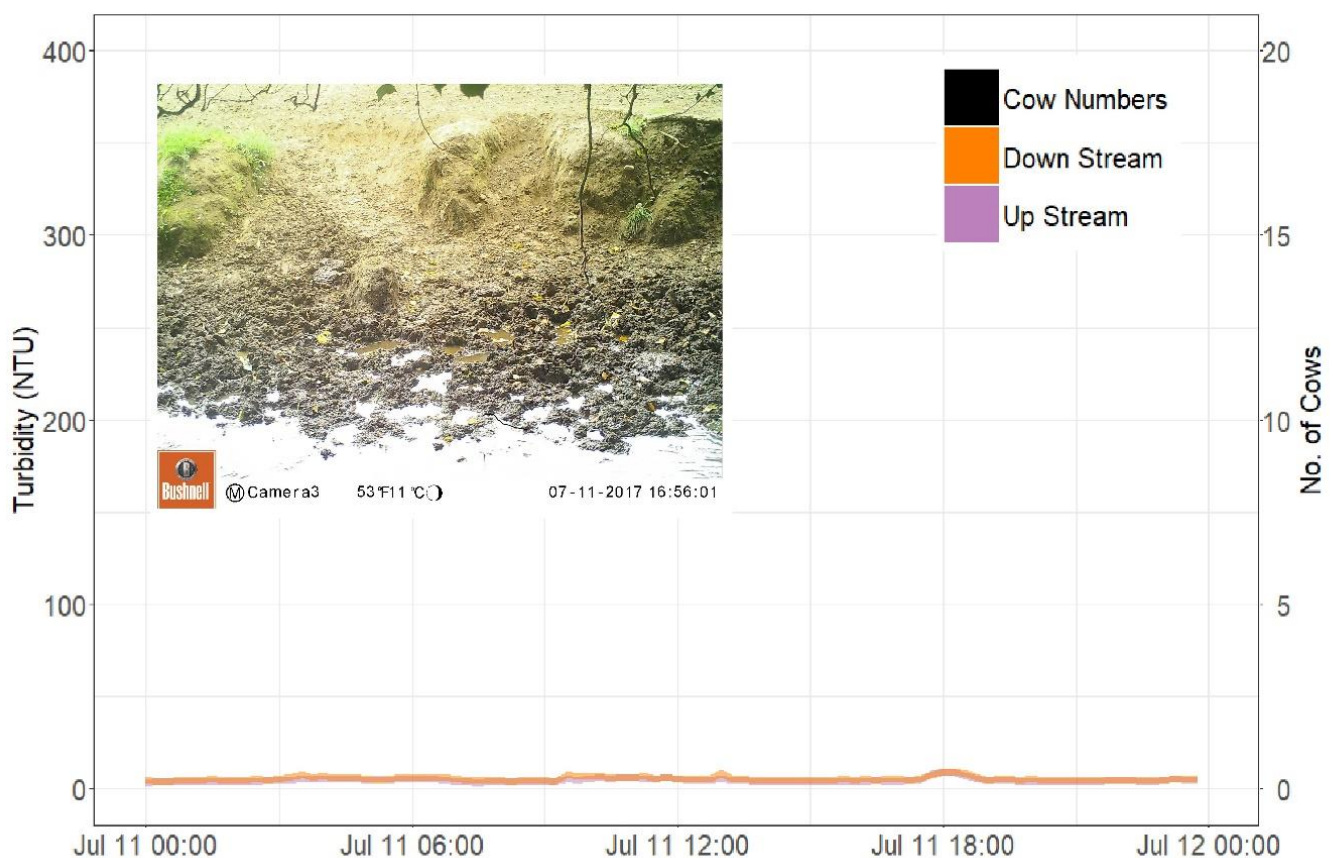 400
300
200
100
0
Turbidity (NTU)
Bushnell
M Camera3 53°F11°C 07-11-2017 16:56:01
Cow Numbers
Down Stream
Up Stream
20
15
10
5
0
No. of Cows
Jul 11 00:00 Jul 11 06:00 Jul 11 12:00 Jul 11 18:00 Jul 12 00:00